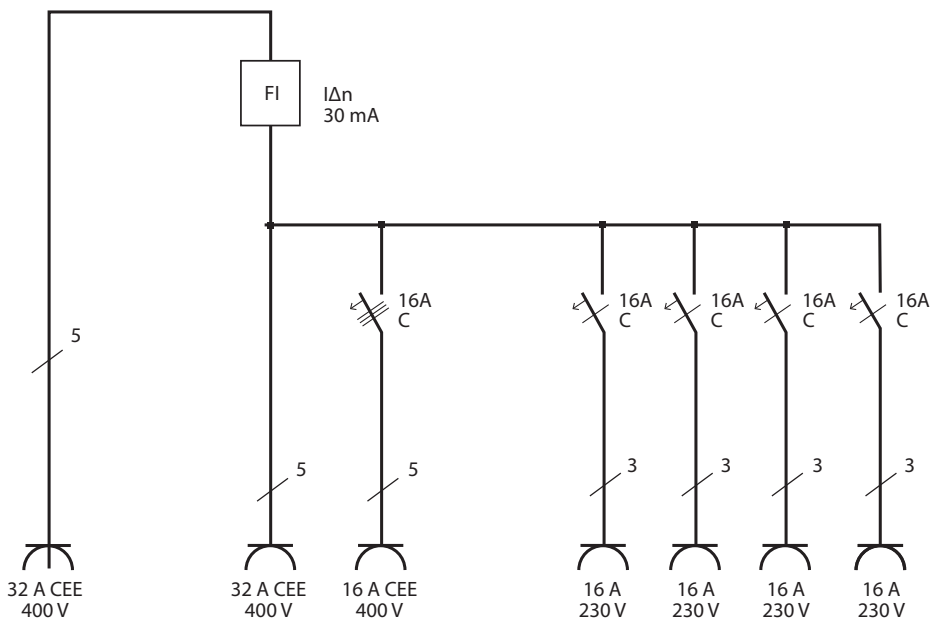 FI
IΔn
30 mA
16A
C
16A
C
16A
C
16A
C
16A
C
5
5
5
3
3
3
3
32 A CEE
400 V
32 A CEE
400 V
16 A CEE
400 V
16 A
230 V
16 A
230 V
16 A
230 V
16 A
230 V